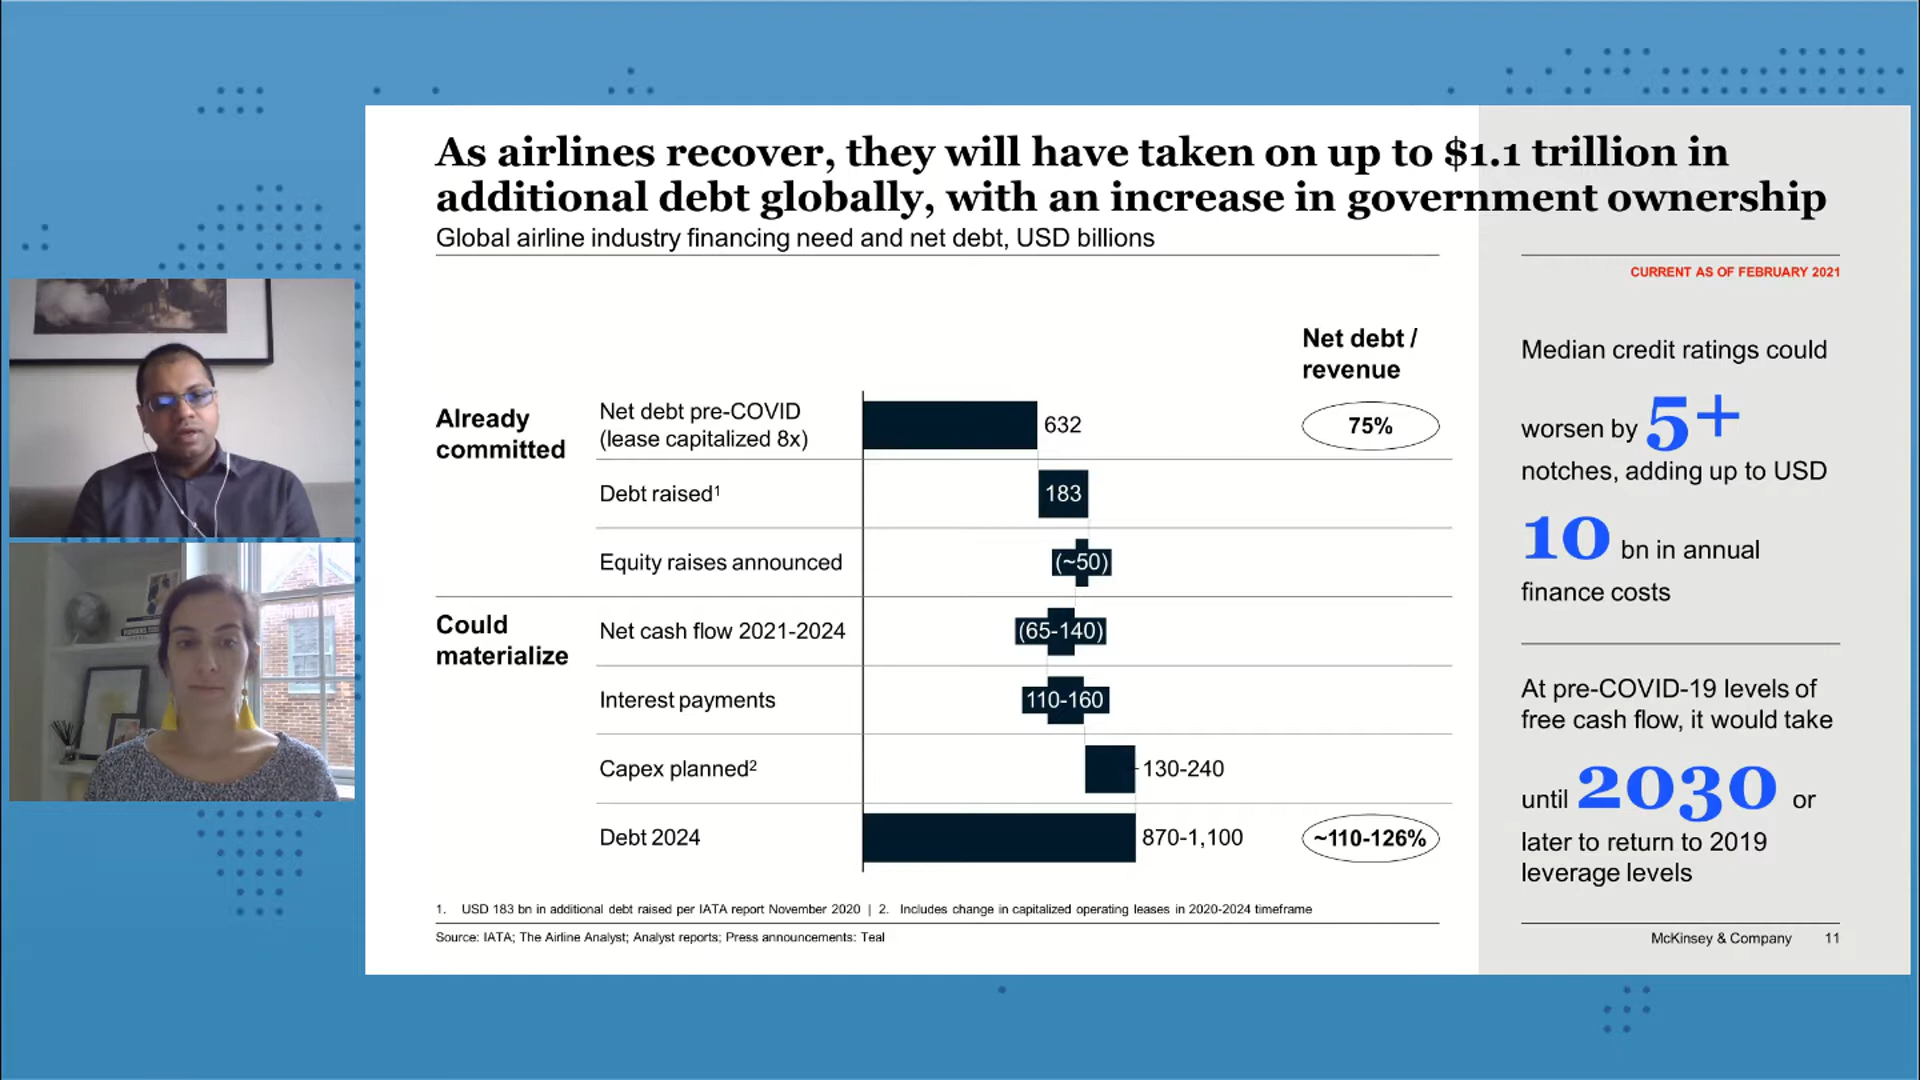 As airlines recover, they will have taken on up to $1.1 trillion in
additional debt globally, with an increase in government ownership
Global airline industry financing need and net debt, USD billions
CURRENT AS OF FEBRUARY 2021
Net debt /
revenue
Already
committed
Net debt pre-COVID
(lease capitalized 8x)
632
75%
Debt raised¹
183
Equity raises announced
(~50)
Could
materialize
Net cash flow 2021-2024
(65-140)
Interest payments
110-160
Capex planned²
130-240
Debt 2024
870-1,100
~110-126%
1. USD 183 bn in additional debt raised per IATA report November 2020 | 2. Includes change in capitalized operating leases in 2020-2024 timeframe
Source: IATA; The Airline Analyst; Analyst reports; Press announcements: Teal
Median credit ratings could
worsen by 5+
notches, adding up to USD
10 bn in annual
finance costs
At pre-COVID-19 levels of
free cash flow, it would take
until 2030 or
later to return to 2019
leverage levels
McKinsey & Company 11